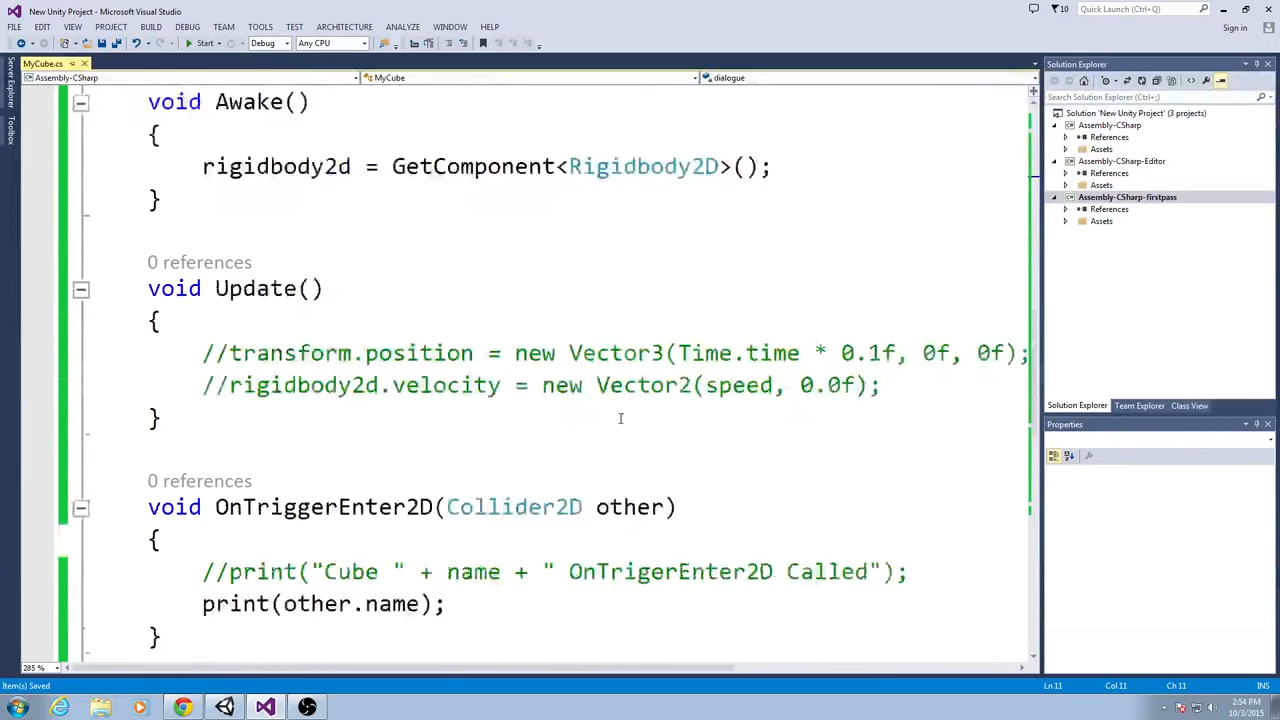 New Unity Project - Microsoft Visual Studio
10
Quick Launch (Ctrl+Q)
FILE EDIT VIEW PROJECT BUILD DEBUG TEAM TOOLS TEST ARCHITECTURE ANALYZE WINDOW HELP
Sign in
Start
Debug
Any CPU
MyCube.cs
Assembly-CSharp
MyCube
dialogue
Server Explorer
Toolbox
void Awake()
{
rigidbody2d = GetComponent<Rigidbody2D>();
}
0 references
void Update()
{
//transform.position = new Vector3(Time.time * 0.1f, 0f, 0f);
//rigidbody2d.velocity = new Vector2(speed, 0.0f);
}
0 references
void OnTriggerEnter2D(Collider2D other)
{
//print("Cube " + name + " OnTrigerEnter2D Called");
print(other.name);
}
285 %
Solution Explorer
Search Solution Explorer (Ctrl+;)
Solution 'New Unity Project' (3 projects)
Assembly-CSharp
References
Assets
Assembly-CSharp-Editor
References
Assets
Assembly-CSharp-firstpass
References
Assets
Solution Explorer Team Explorer Class View
Properties
Item(s) Saved
Ln 11
Col 11
Ch 11
INS
2:54 PM
10/3/2015